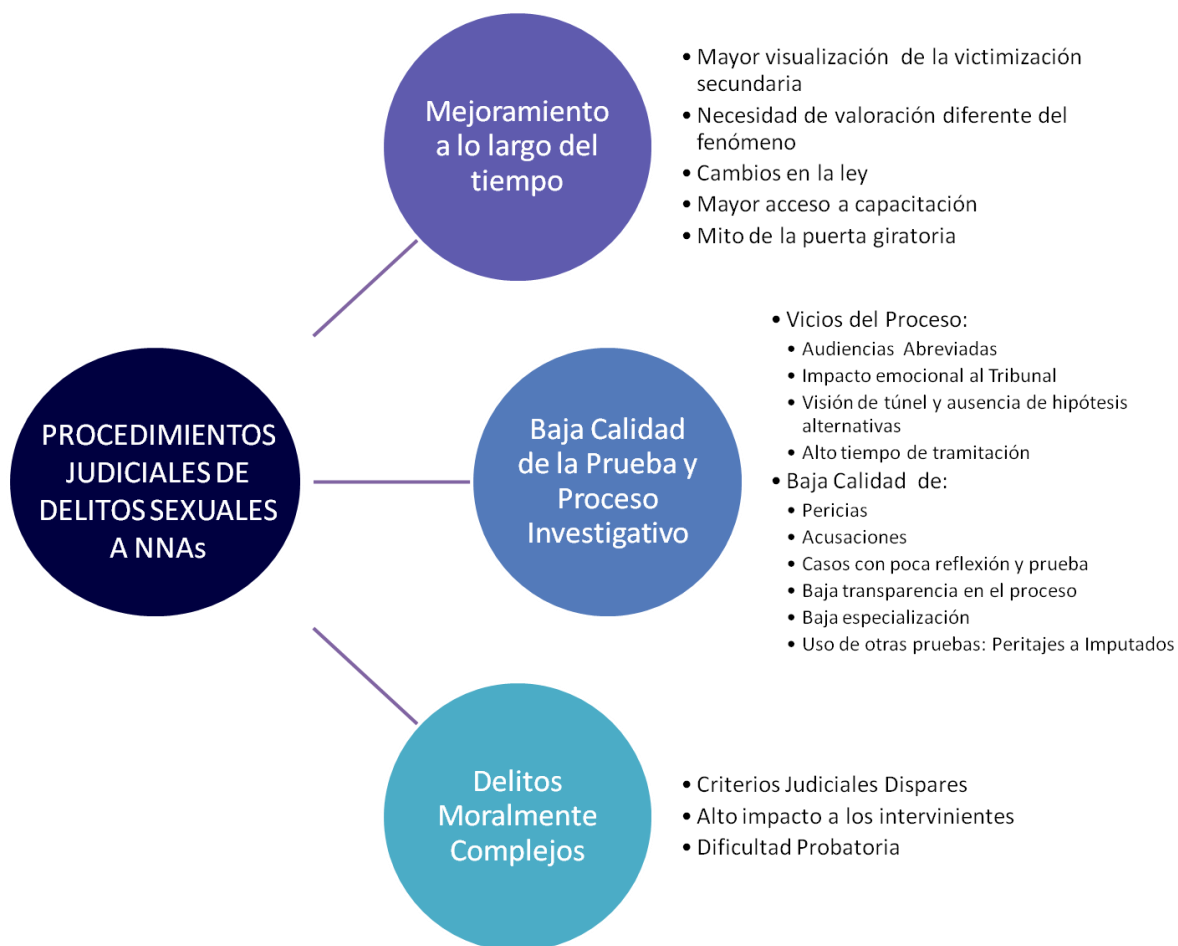 PROCEDIMIENTOS
JUDICIALES DE
DELITOS SEXUALES
A NNAs
Mejoramiento
a lo largo del
tiempo
• Mayor visualización de la victimización
secundaria
• Necesidad de valoración diferente del
fenómeno
• Cambios en la ley
• Mayor acceso a capacitación
• Mito de la puerta giratoria
Baja Calidad
de la Prueba y
Proceso
Investigativo
• Vicios del Proceso:
• Audiencias Abreviadas
• Impacto emocional al Tribunal
• Visión de túnel y ausencia de hipótesis
alternativas
• Alto tiempo de tramitación
• Baja Calidad de:
• Pericias
• Acusaciones
• Casos con poca reflexión y prueba
• Baja transparencia en el proceso
• Baja especialización
• Uso de otras pruebas: Peritajes a Imputados
Delitos
Moralmente
Complejos
• Criterios Judiciales Dispares
• Alto impacto a los intervinientes
• Dificultad Probatoria